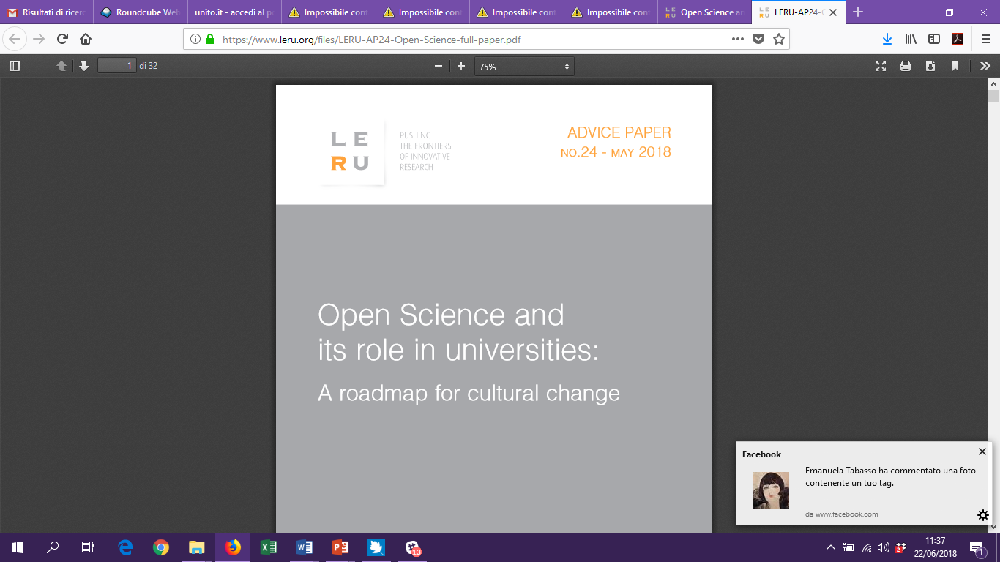 Risultati di ricerc
Roundcube Web
unito.it - accedi al po
Impossibile cont
Impossibile cont
Impossibile cont
Impossibile cont
Open Science an
LERU-AP24-O
https://www.leru.org/files/LERU-AP24-Open-Science-full-paper.pdf
1 di 32
75%
L E
R U
PUSHING
THE FRONTIERS
OF INNOVATIVE
RESEARCH
ADVICE PAPER
NO.24 - MAY 2018
Open Science and
its role in universities:
A roadmap for cultural change
Facebook
Emanuela Tabasso ha commentato una foto
contenente un tuo tag.
da www.facebook.com
13
2
11:37
22/06/2018
1